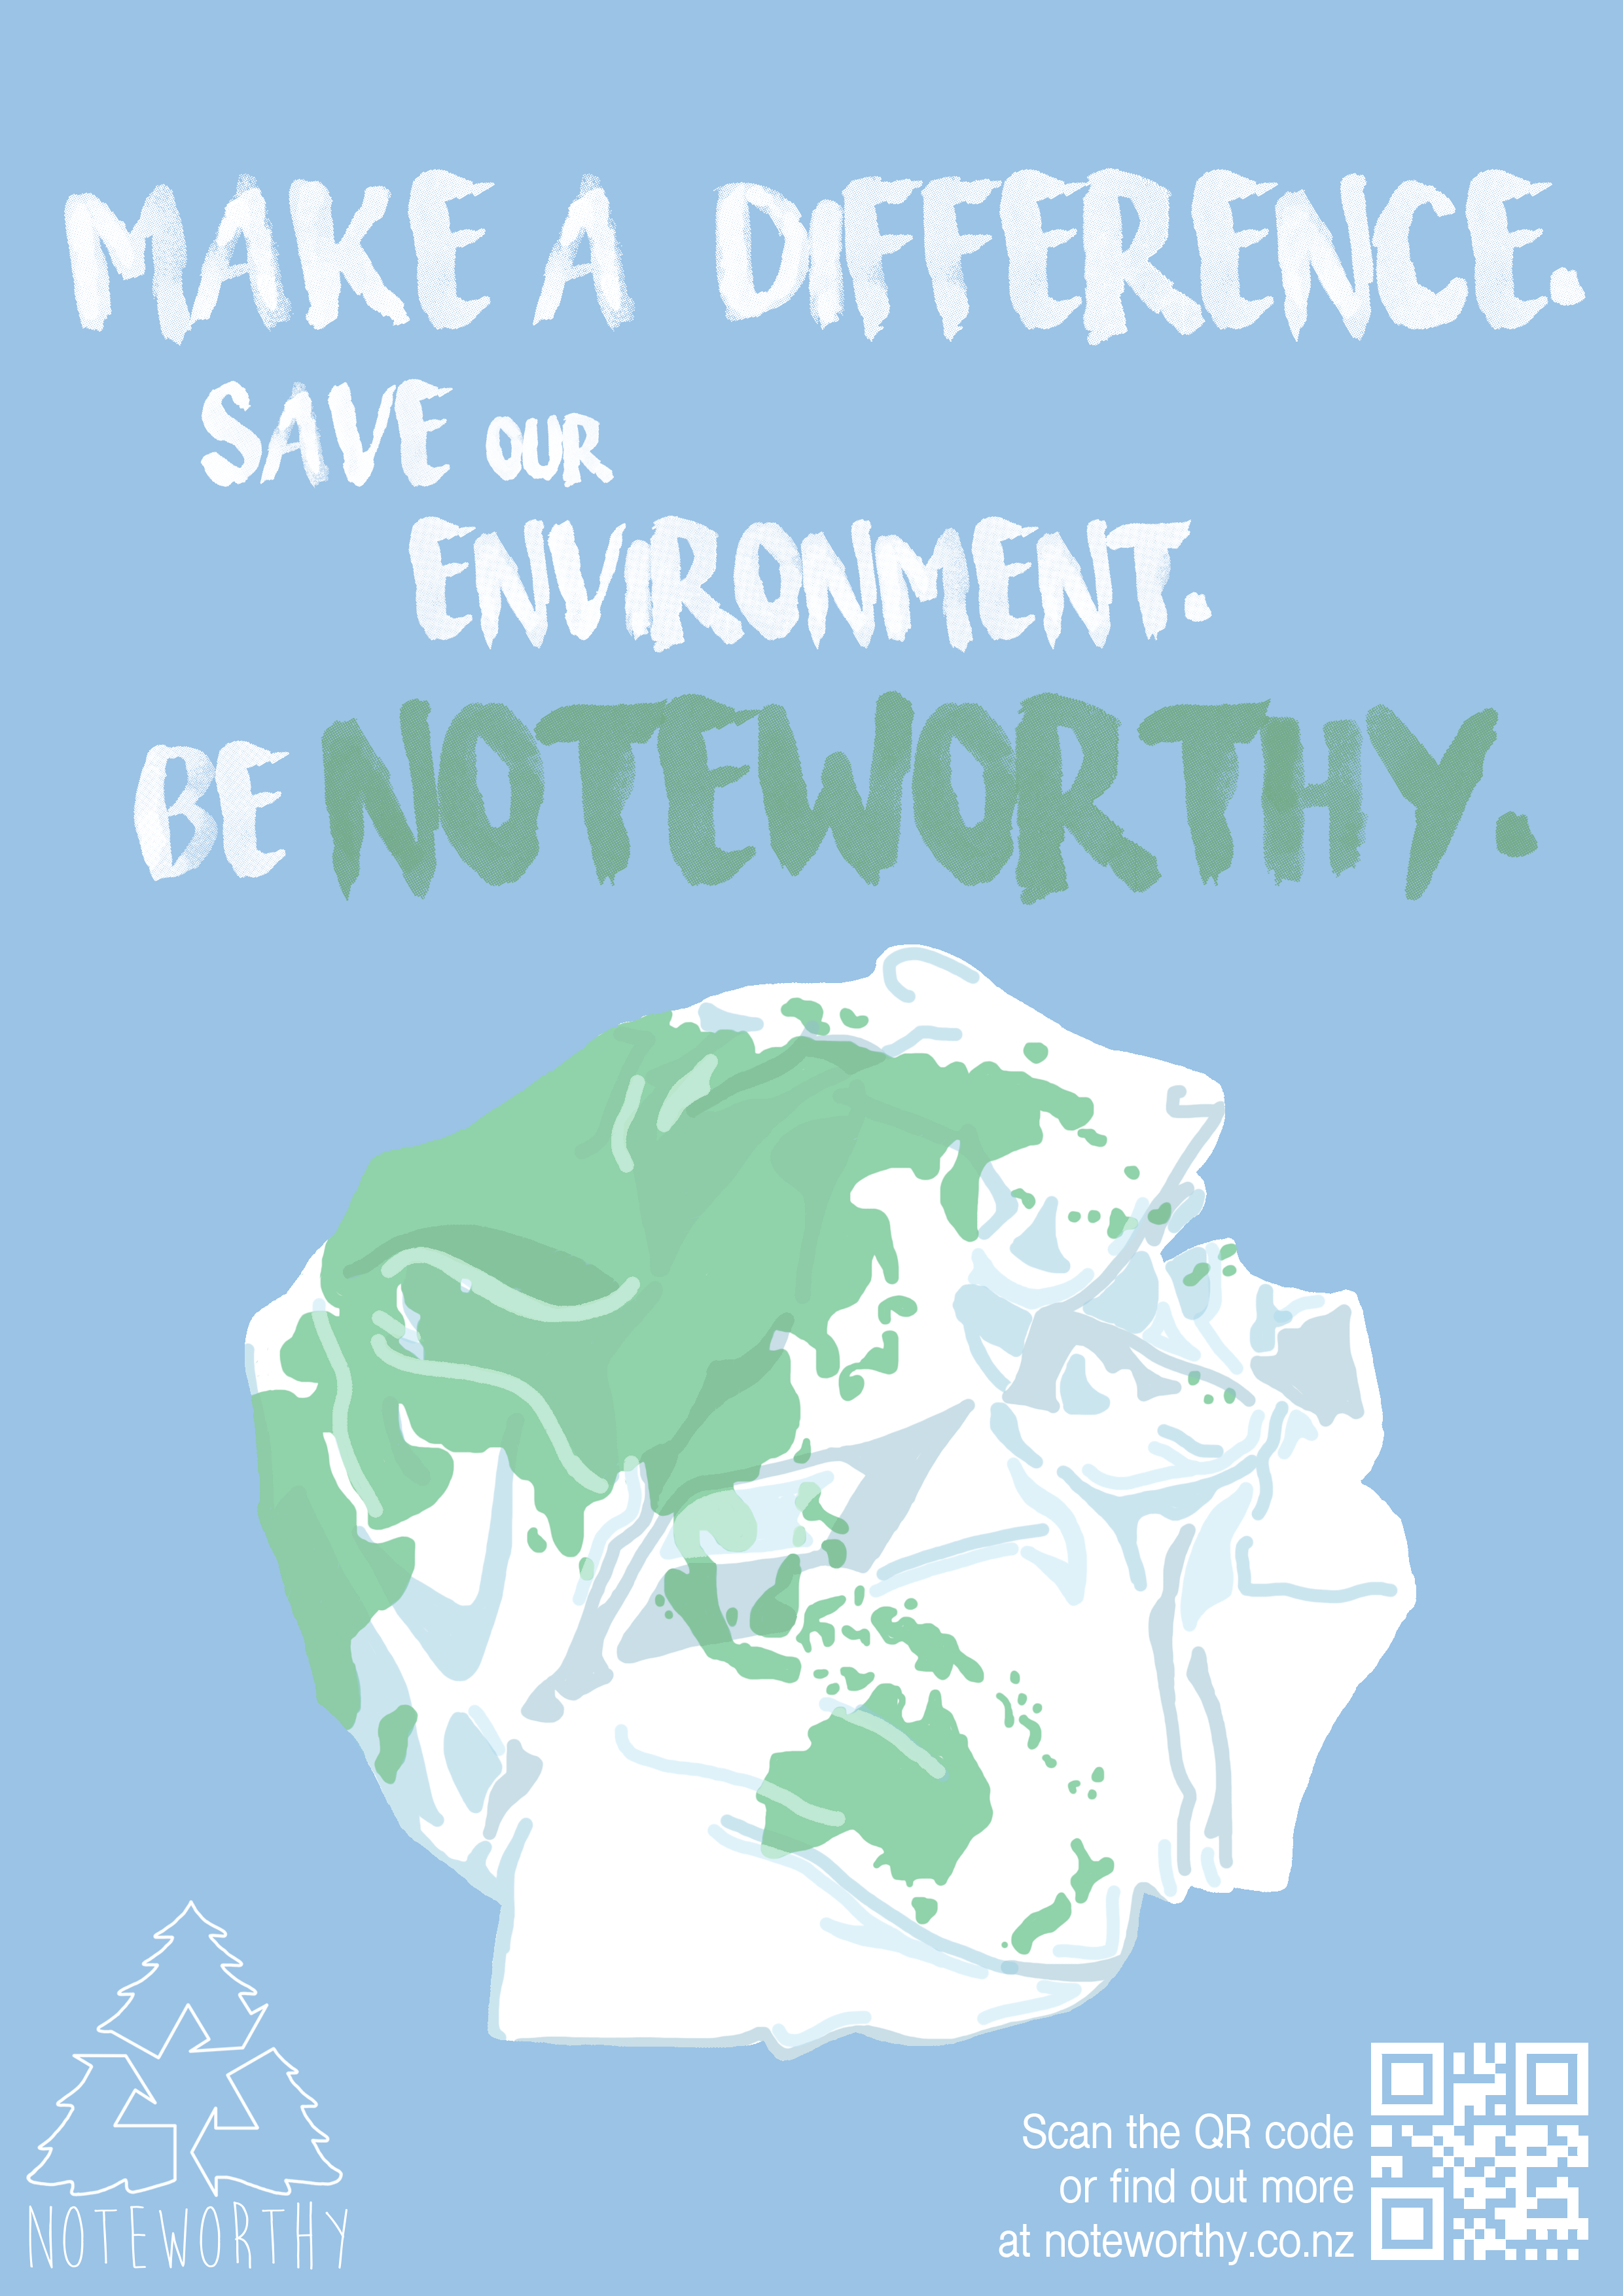 MAKE A DIFFERENCE.
SAVE OUR
ENVIRONMENT.
BE NOTEWORTHY.
NOTEWORTHY
Scan the QR code
or find out more
at noteworthy.co.nz